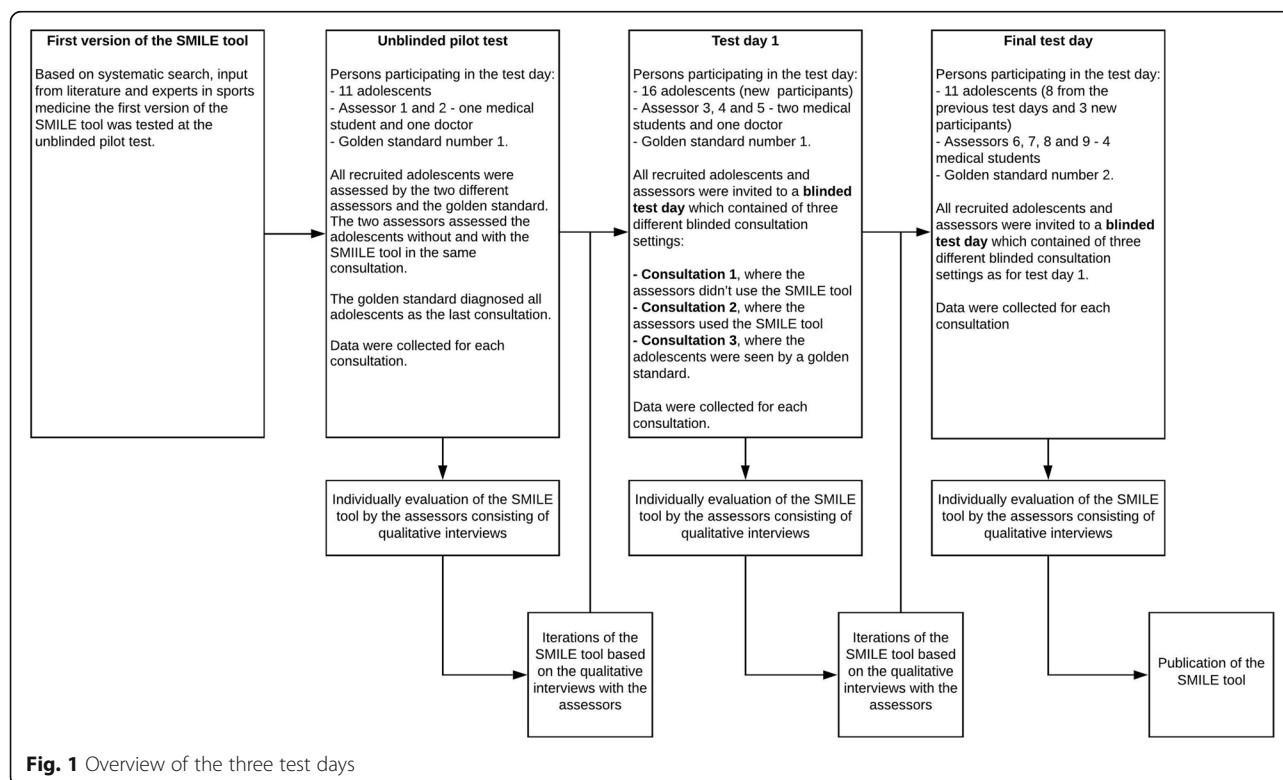 First version of the SMILE tool
Based on systematic search, input
from literature and experts in sports
medicine the first version of the
SMILE tool was tested at the
unblinded pilot test.
Unblinded pilot test
Persons participating in the test day:
- 11 adolescents
- Assessor 1 and 2 - one medical
student and one doctor
- Golden standard number 1.
All recruited adolescents were
assessed by the two different
assessors and the golden standard.
The two assessors assessed the
adolescents without and with the
SMIILE tool in the same
consultation.
The golden standard diagnosed all
adolescents as the last consultation.
Data were collected for each
consultation.
Test day 1
Persons participating in the test day:
- 16 adolescents (new participants)
- Assessor 3, 4 and 5 - two medical
students and one doctor
- Golden standard number 1.
All recruited adolescents and
assessors were invited to a blinded
test day which contained of three
different blinded consultation
settings:
- Consultation 1, where the
assessors didn't use the SMILE tool
- Consultation 2, where the
assessors used the SMILE tool
- Consultation 3, where the
adolescents were seen by a golden
standard.
Data were collected for each
consultation.
Final test day
Persons participating in the test day:
- 11 adolescents (8 from the
previous test days and 3 new
participants)
- Assessors 6, 7, 8 and 9 - 4
medical students
- Golden standard number 2.
All recruited adolescents and
assessors were invited to a blinded
test day which contained of three
different blinded consultation
settings as for test day 1.
Data were collected for each
consultation
Individually evaluation of the SMILE
tool by the assessors consisting of
qualitative interviews
Individually evaluation of the SMILE
tool by the assessors consisting of
qualitative interviews
Individually evaluation of the SMILE
tool by the assessors consisting of
qualitative interviews
Iterations of the
SMILE tool based
on the qualitative
interviews with the
assessors
Iterations of the
SMILE tool based
on the qualitative
interviews with the
assessors
Publication of the
SMILE tool
Fig. 1 Overview of the three test days